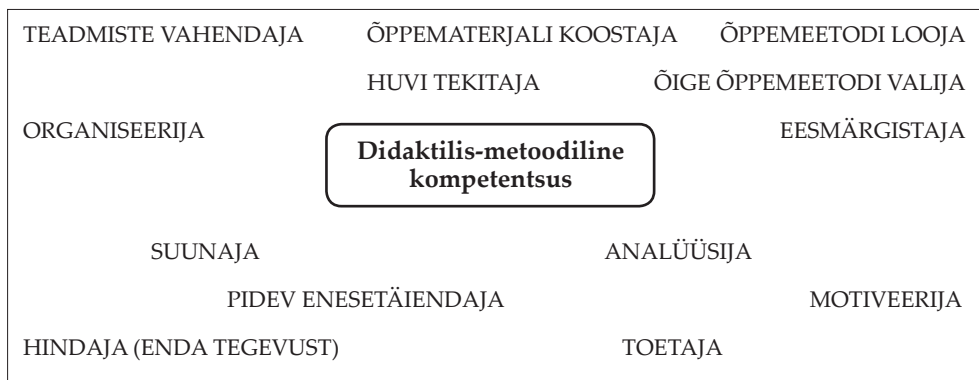 TEADMISTE VAHENDAJA ÕPPEMATERJALI KOOSTAJA ÕPPEMEETODI LOOJA
HUVI TEKITAJA ÕIGE ÕPPEMEETODI VALIJA
ORGANISEERIJA EESMÄRGISTAJA
Didaktilis-metoodiline
kompetentsus
SUUNAJA ANALÜÜSIJA
PIDEV ENESETÄIENDAJA MOTIVEERIJA
HINDAJA (ENDA TEGEVUST) TOETAJA